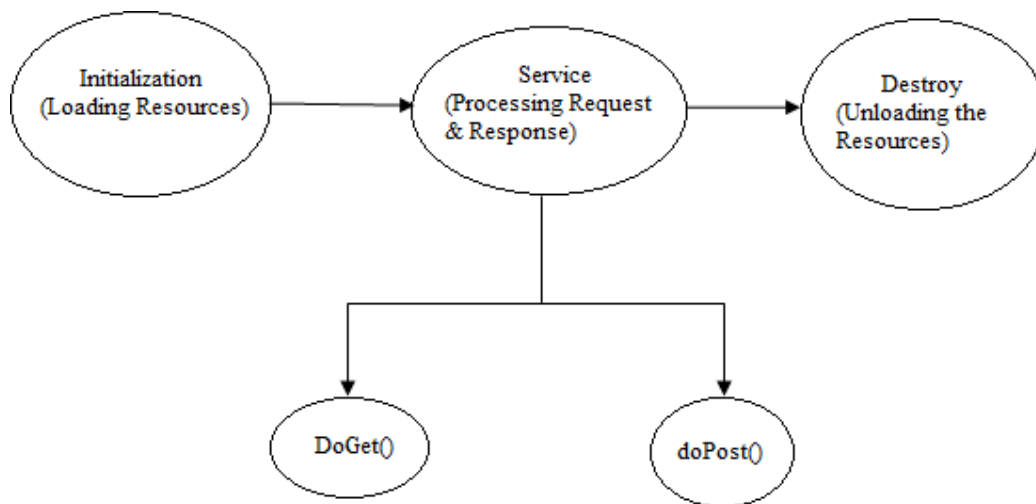 Initialization
(Loading Resources)
Service
(Processing Request
& Response)
Destroy
(Unloading the
Resources)
DoGet()
doPost()